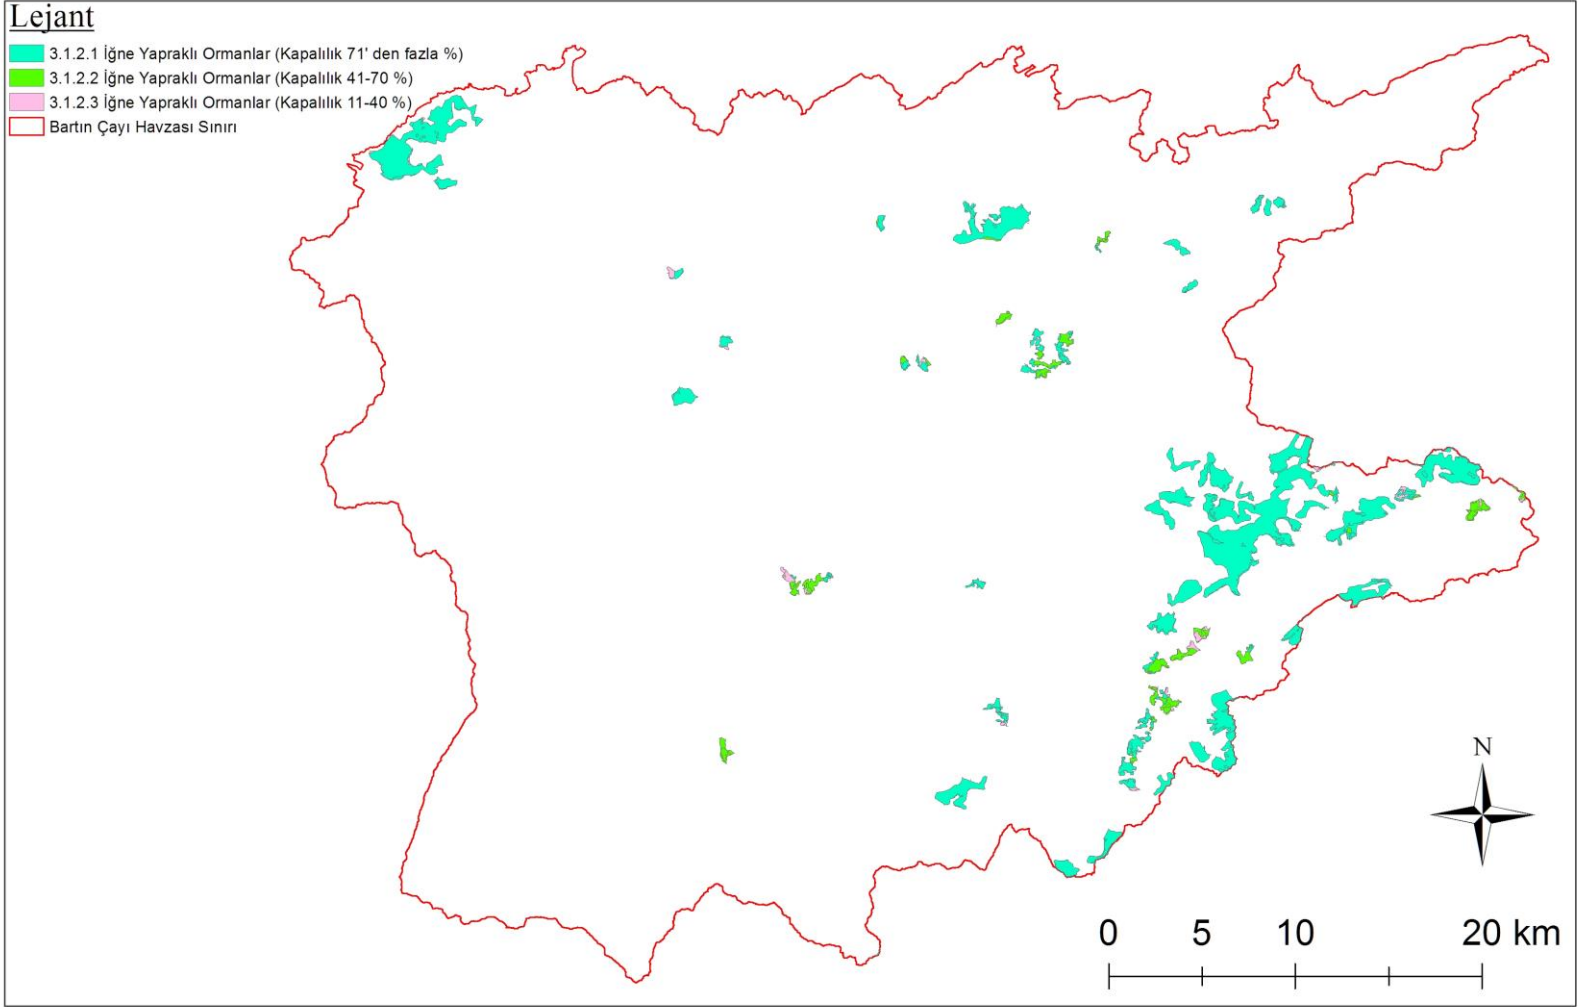 Lejant
3.1.2.1 İğne Yapraklı Ormanlar (Kapalılık 71' den fazla %)
3.1.2.2 İğne Yapraklı Ormanlar (Kapalılık 41-70 %)
3.1.2.3 İğne Yapraklı Ormanlar (Kapalılık 11-40 %)
Bartın Çayı Havzası Sınırı
N
0 5 10 20 km